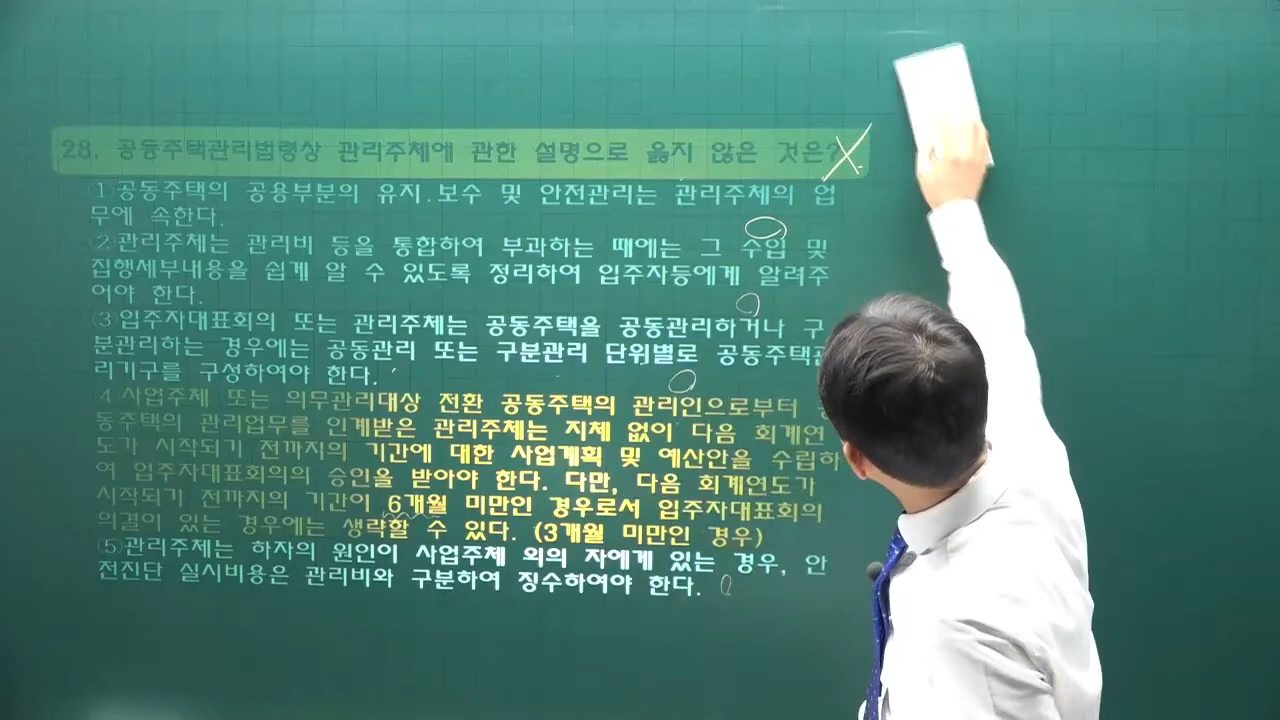 28. 공동주택관리법령상 관리주체에 관한 설명으로 옳지 않은 것은? X
①공동주택의 공용부분의 유지.보수 및 안전관리는 관리주체의 업
무에 속한다.
②관리주체는 관리비 등을 통합하여 부과하는 때에는 그 수입 및
집행세부내용을 쉽게 알 수 있도록 정리하여 입주자등에게 알려주
어야 한다.
③입주자대표회의 또는 관리주체는 공동주택을 공동관리하거나 구
분관리하는 경우에는 공동관리 또는 구분관리 단위별로 공동주택관
리기구를 구성하여야 한다.
④사업주체 또는 의무관리대상 전환 공동주택의 관리인으로부터
동주택의 관리업무를 인계받은 관리주체는 지체 없이 다음 회계연
도가 시작되기 전까지의 기간에 대한 사업계획 및 예산안을 수립하
여 입주자대표회의의 승인을 받아야 한다. 다만, 다음 회계연도가
시작되기 전까지의 기간이 6개월 미만인 경우로서 입주자대표회의
의결이 있는 경우에는 생략할 수 있다. (3개월 미만인 경우)
⑤관리주체는 하자의 원인이 사업주체 외의 자에게 있는 경우, 안
전진단 실시비용은 관리비와 구분하여 징수하여야 한다.